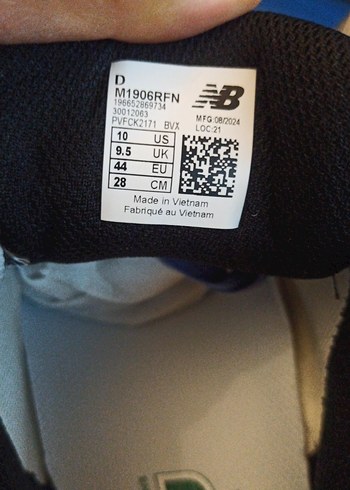 D
M1906RFN
196652869734
30012063
PVFCK2171 BVX
NB
MFG:08/2024
LOC:21
10 US
9.5 UK
44 EU
28 CM
Made in Vietnam
Fabriqué au Vietnam